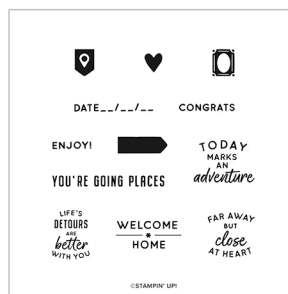 DATE__/__/__
CONGRATS
ENJOY!
TODAY
MARKS
AN
adventure
YOU'RE GOING PLACES
LIFE'S
DETOURS
ARE
better
WITH YOU
WELCOME
HOME
FAR AWAY
BUT
close
AT HEART
©STAMPIN' UP!